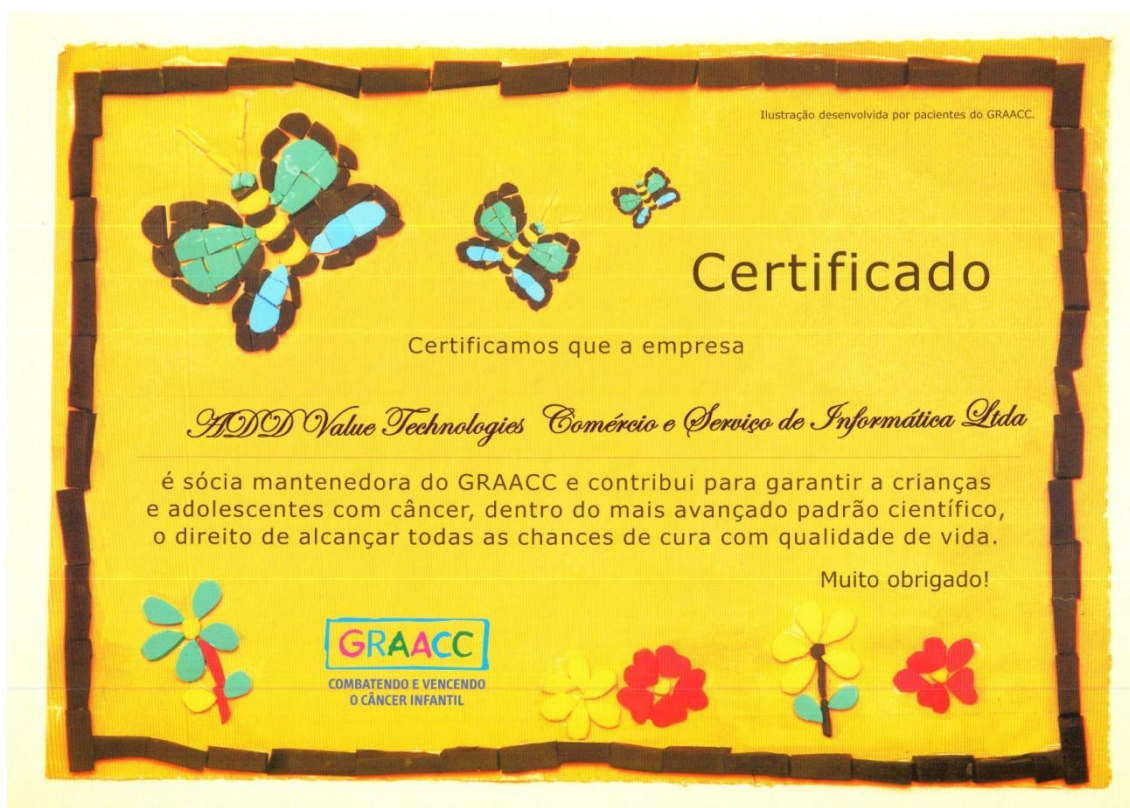 Ilustração desenvolvida por pacientes do GRAACC.
Certificado
Certificamos que a empresa
ADD Value Technologies Comércio e Serviço de Informática Ltda
é sócia mantenedora do GRAACC e contribui para garantir a crianças
e adolescentes com câncer, dentro do mais avançado padrão científico,
o direito de alcançar todas as chances de cura com qualidade de vida.
Muito obrigado!
GRAACC
COMBATENDO E VENCENDO
O CÂNCER INFANTIL